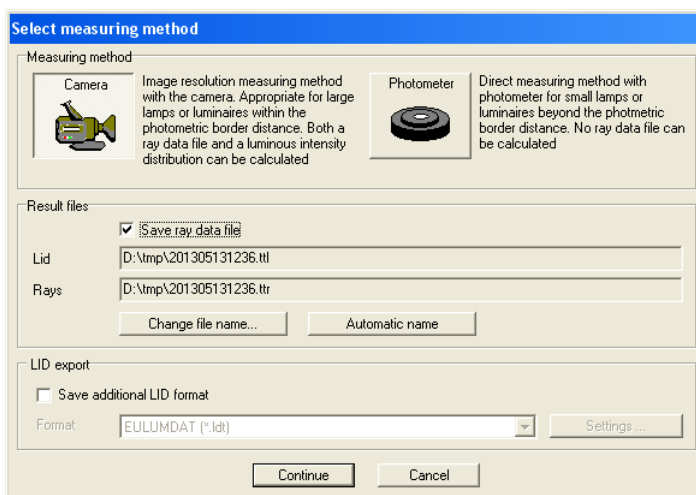 Select measuring method
Measuring method
Camera
Image resolution measuring method
with the camera. Appropriate for large
lamps or luminaires within the
photometric border distance. Both a
ray data file and a luminous intensity
distribution can be calculated
Photometer
Direct measuring method with
photometer for small lamps or
luminaires beyond the photmetric
border distance. No ray data file can
be calculated
Result files
Save ray data file
Lid D:\tmp\201305131236.ttl
Rays D:\tmp\201305131236.ttr
Change file name... Automatic name
LID export
Save additional LID format
Format EULUMDAT (*.ldt) Settings ...
Continue Cancel